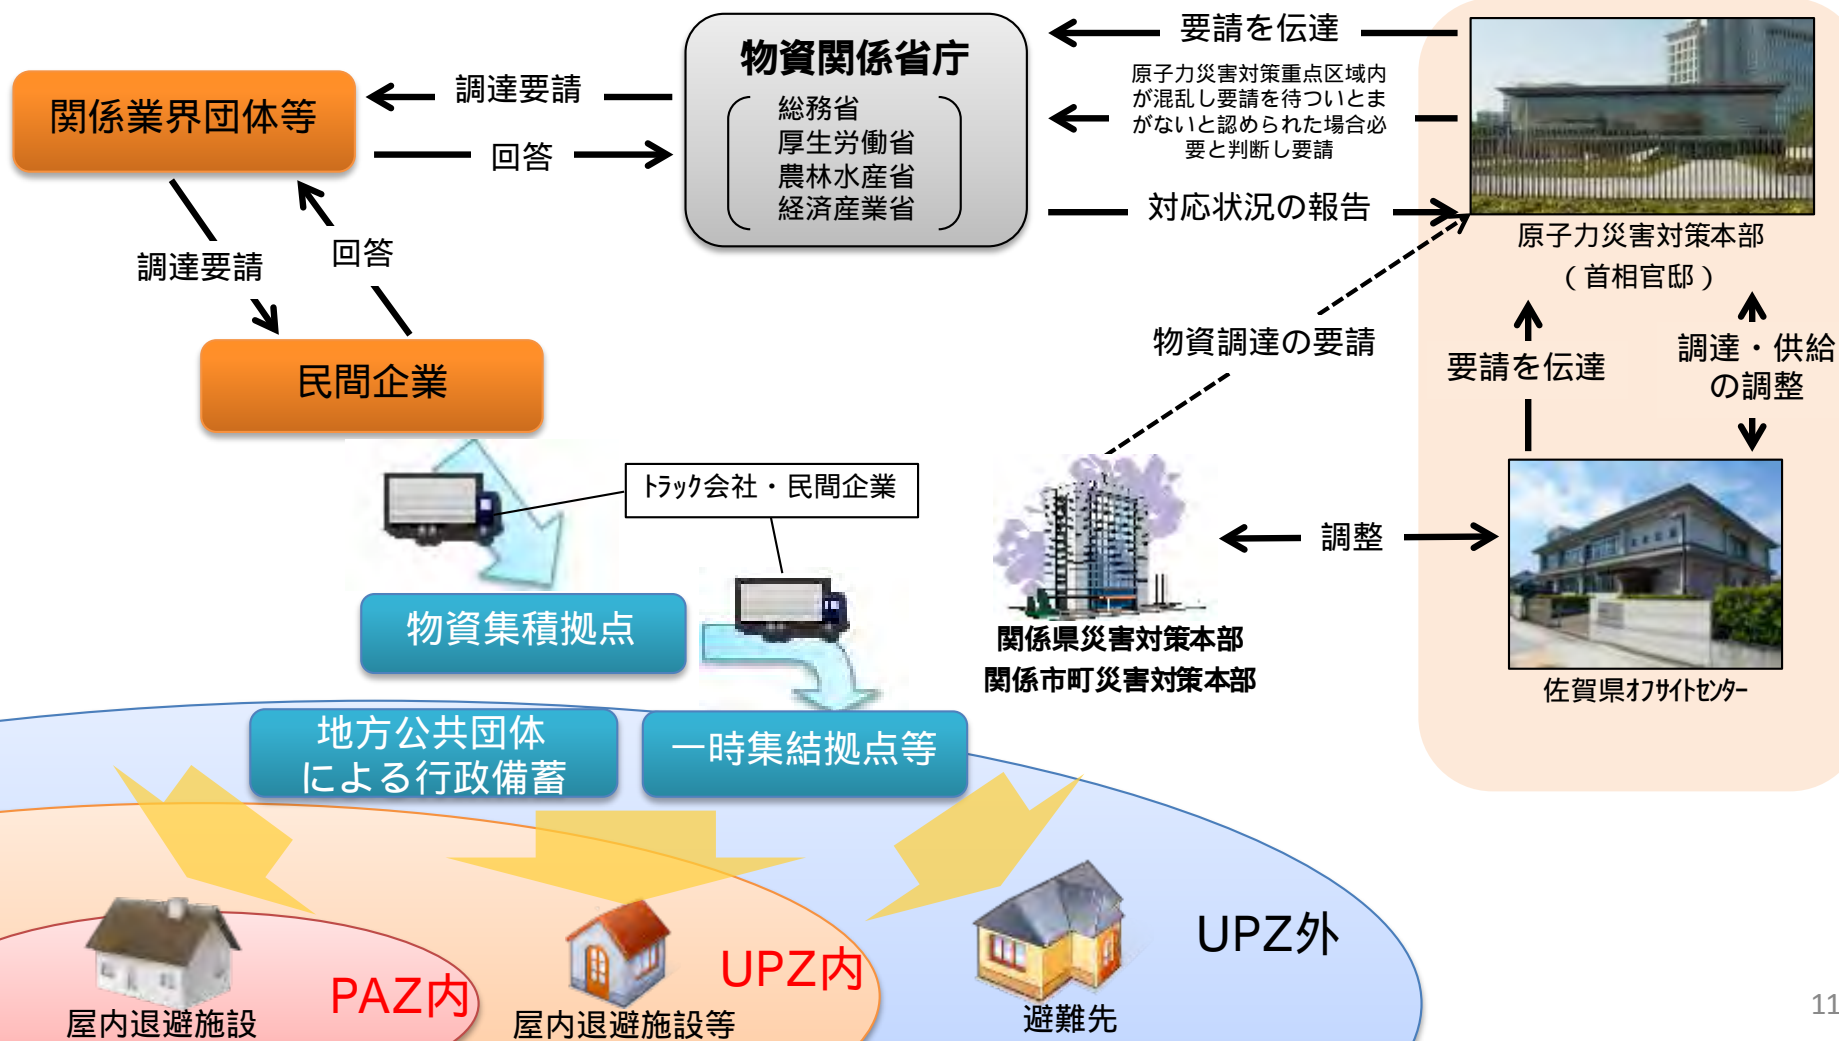 物資関係省庁
総務省
厚生労働省
農林水産省
経済産業省
要請を伝達
原子力災害対策重点区域内
が混乱し要請を待ついとま
がないと認められた場合必
要と判断し要請
対応状況の報告
原子力災害対策本部
（首相官邸）
関係業界団体等
調達要請
回答
調達要請
回答
民間企業
物資調達の要請
要請を伝達
調達・供給
の調整
ﾄﾗｯｸ会社・民間企業
調整
関係県災害対策本部
関係市町災害対策本部
佐賀県ｵﾌｻｲﾄｾﾝﾀｰ
物資集積拠点
地方公共団体
による行政備蓄
一時集結拠点等
UPZ外
UPZ内
PAZ内
屋内退避施設
屋内退避施設等
避難先
11